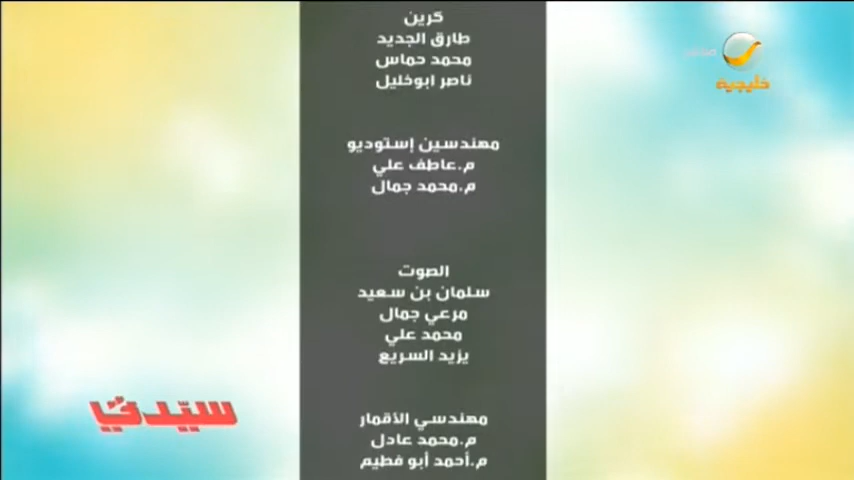 كرين
طارق الجديد
محمد حماس
ناصر ابوخليل
مهندسين إستوديو
م.عاطف علي
م.محمد جمال
الصوت
سلمان بن سعيد
مرعي جمال
محمد علي
يزيد السريع
مهندسي الأقمار
م.محمد عادل
م.أحمد أبو فطيم
مباشر
خليجية
سيدتي